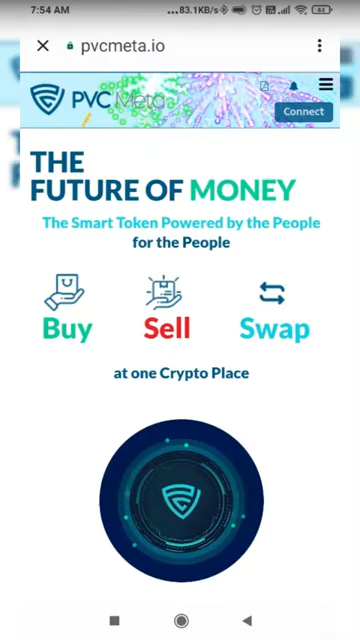 7:54 AM
...83.1KB/s
44
pvcmeta.io
PVC Meta
Connect
THE
FUTURE OF MONEY
The Smart Token Powered by the People
for the People
Buy
Sell
Swap
at one Crypto Place